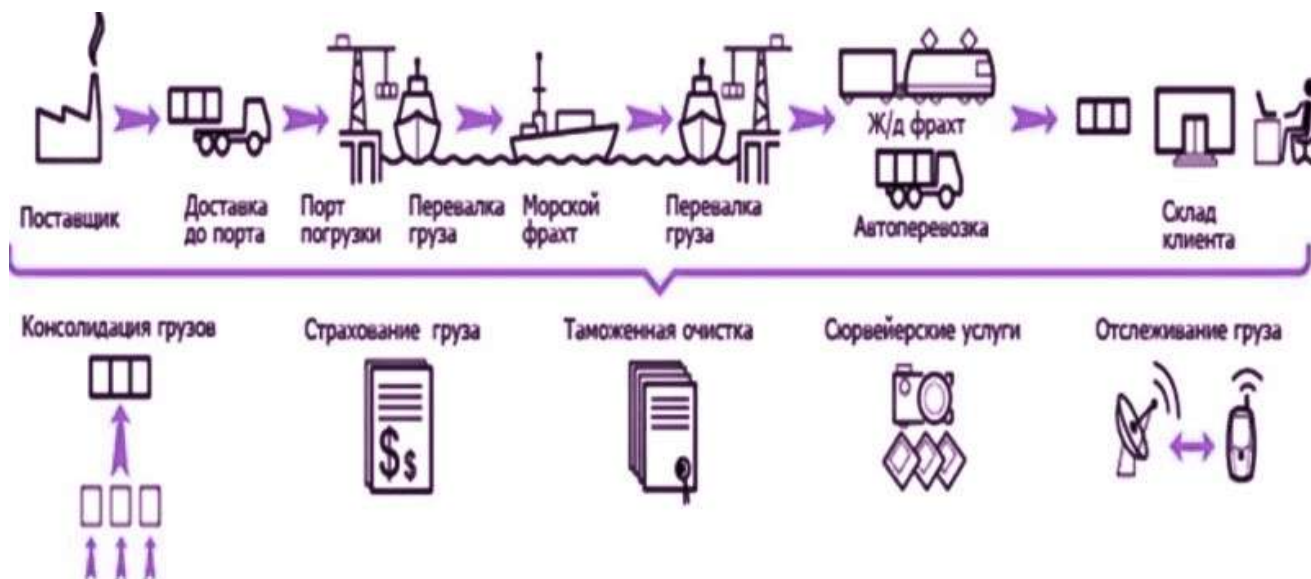 Ж/д фрахт
Поставщик
Доставка
до порта
Порт
погрузки
Перевалка
груза
Морской
фрахт
Перевалка
груза
Автоперевозка
Склад
клиента
Консолидация грузов
Страхование груза
Таможенная очистка
Сюрвейерские услуги
Отслеживание груза
$s